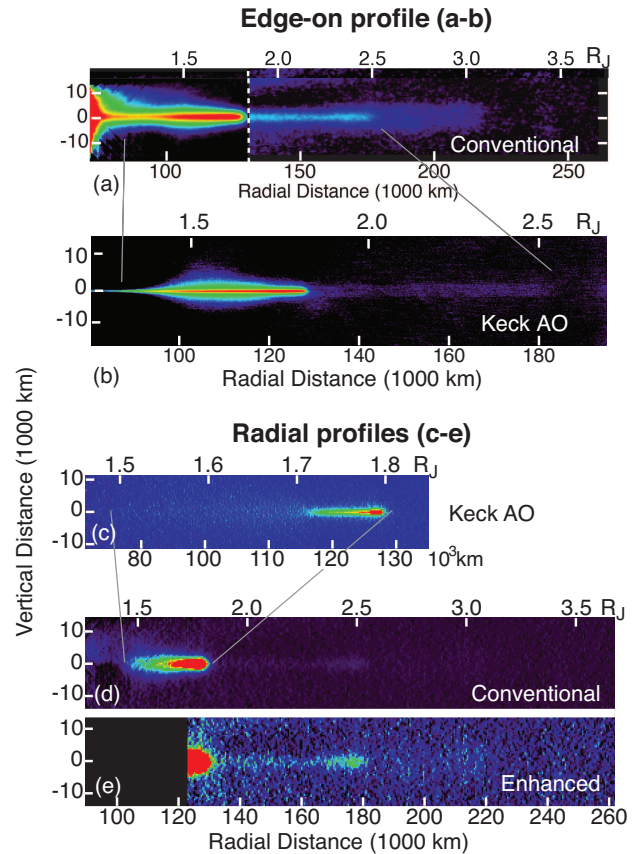 Edge-on profile (a-b)
1.5 2.0 2.5 3.0 3.5 RJ
10
0
-10
Conventional
(a)
100 150 200 250
Radial Distance (1000 km)
1.5 2.0 2.5 RJ
10
0
-10
Keck AO
(b)
100 120 140 160 180
Radial Distance (1000 km)
Vertical Distance (1000 km)
Radial profiles (c-e)
1.5 1.6 1.7 1.8 RJ
10
0
-10
(c)
Keck AO
80 90 100 110 120 130 10³km
1.5 2.0 2.5 3.0 3.5 RJ
10
0
-10
(d)
Conventional
10
0
-10
(e)
Enhanced
100 120 140 160 180 200 220 240 260
Radial Distance (1000 km)